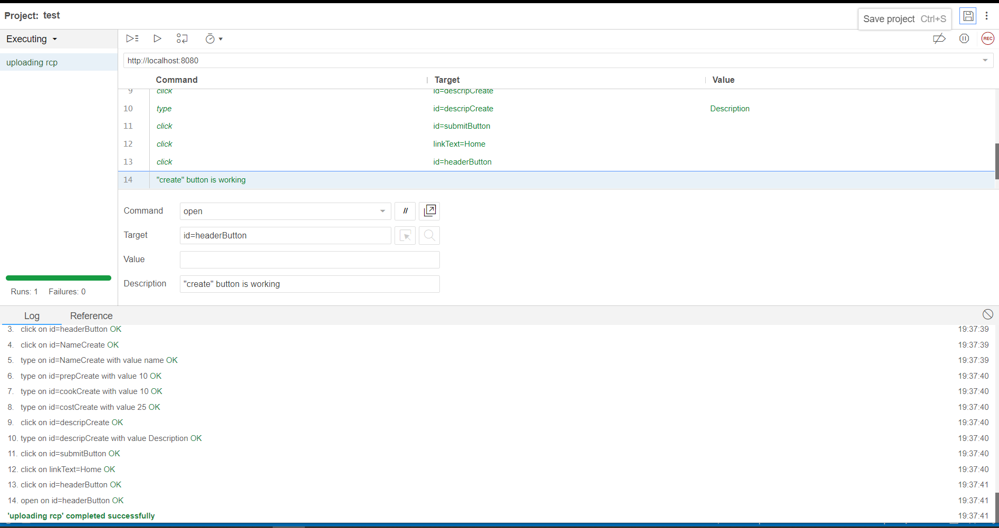 Project: test
Save project Ctrl+S
Executing
REC
uploading rcp
http://localhost:8080
Command Target Value
9 click id=descripCreate
10 type id=descripCreate Description
11 click id=submitButton
12 click linkText=Home
13 click id=headerButton
14 "create" button is working
Command open //
Target id=headerButton
Value
Description "create" button is working
Runs: 1 Failures: 0
Log Reference
3. click on id=headerButton OK 19:37:39
4. click on id=NameCreate OK 19:37:39
5. type on id=NameCreate with value name OK 19:37:39
6. type on id=prepCreate with value 10 OK 19:37:40
7. type on id=cookCreate with value 10 OK 19:37:40
8. type on id=costCreate with value 25 OK 19:37:40
9. click on id=descripCreate OK 19:37:40
10. type on id=descripCreate with value Description OK 19:37:40
11. click on id=submitButton OK 19:37:40
12. click on linkText=Home OK 19:37:40
13. click on id=headerButton OK 19:37:41
14. open on id=headerButton OK 19:37:41
'uploading rcp' completed successfully 19:37:41